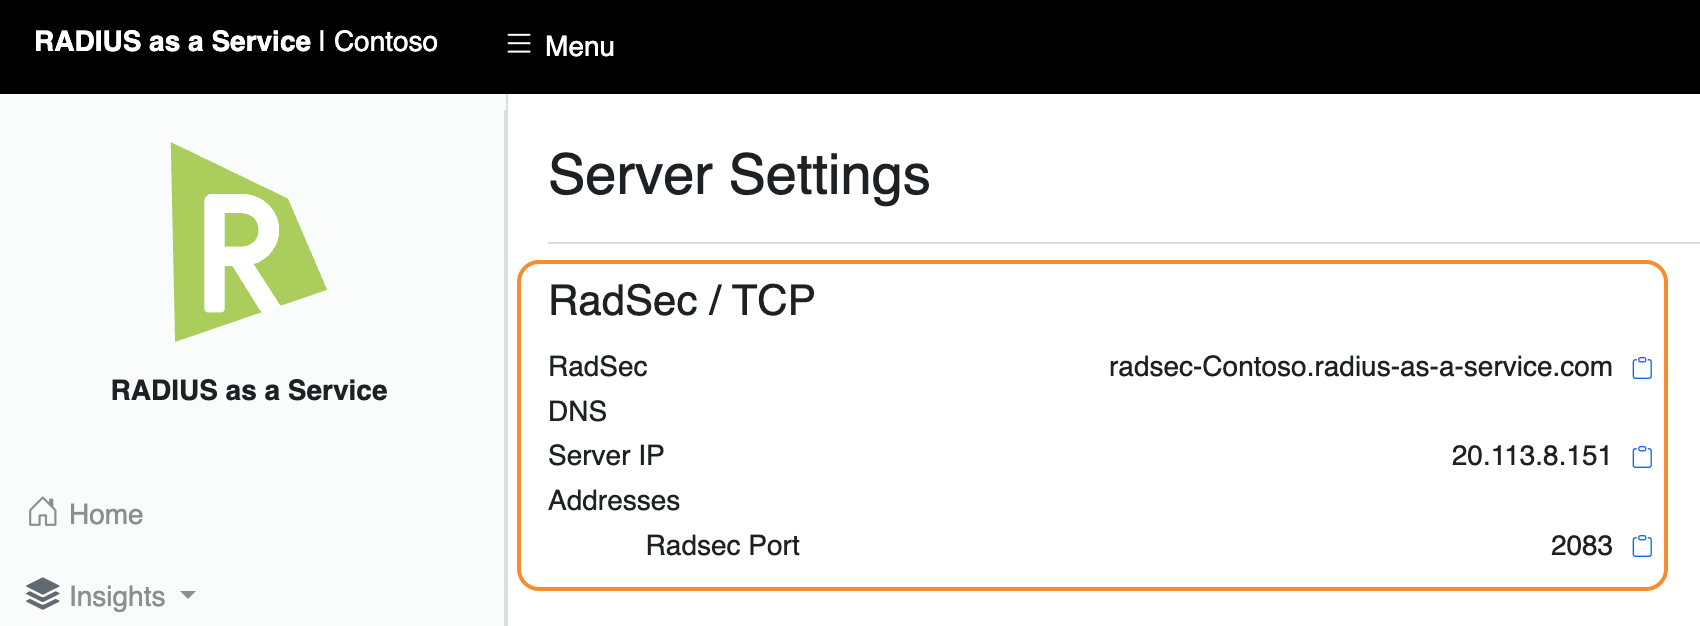 RADIUS as a Service | Contoso
Menu
R
RADIUS as a Service
Home
Insights
Server Settings
RadSec / TCP
RadSec DNS radsec-Contoso.radius-as-a-service.com
Server IP Addresses 20.113.8.151
Radsec Port 2083